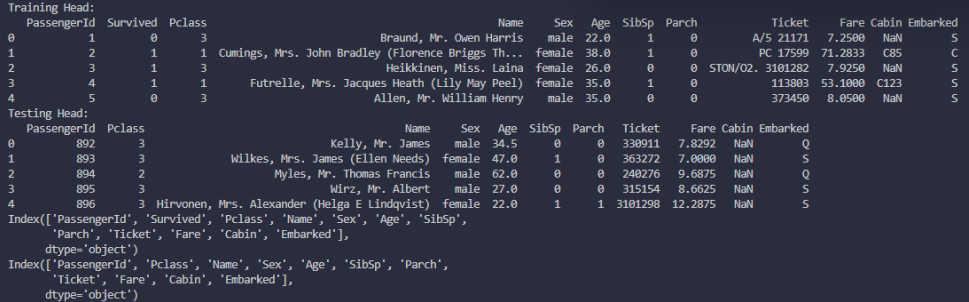 Training Head:
PassengerId Survived Pclass Name Sex Age SibSp Parch Ticket Fare Cabin Embarked
0 1 0 3 Braund, Mr. Owen Harris male 22.0 1 0 A/5 21171 7.2500 NaN S
1 2 1 1 Cumings, Mrs. John Bradley (Florence Briggs Th... female 38.0 1 0 PC 17599 71.2833 C85 C
2 3 1 3 Heikkinen, Miss. Laina female 26.0 0 0 STON/O2. 3101282 7.9250 NaN S
3 4 1 1 Futrelle, Mrs. Jacques Heath (Lily May Peel) female 35.0 1 0 113803 53.1000 C123 S
4 5 0 3 Allen, Mr. William Henry male 35.0 0 0 373450 8.0500 NaN S
Testing Head:
PassengerId Pclass Name Sex Age SibSp Parch Ticket Fare Cabin Embarked
0 892 3 Kelly, Mr. James male 34.5 0 0 330911 7.8292 NaN Q
1 893 3 Wilkes, Mrs. James (Ellen Needs) female 47.0 1 0 363272 7.0000 NaN S
2 894 2 Myles, Mr. Thomas Francis male 62.0 0 0 240276 9.6875 NaN Q
3 895 3 Wirz, Mr. Albert male 27.0 0 0 315154 8.6625 NaN S
4 896 3 Hirvonen, Mrs. Alexander (Helga E Lindqvist) female 22.0 1 1 3101298 12.2875 NaN S
Index(['PassengerId', 'Survived', 'Pclass', 'Name', 'Sex', 'Age', 'SibSp',
'Parch', 'Ticket', 'Fare', 'Cabin', 'Embarked'],
dtype='object')
Index(['PassengerId', 'Pclass', 'Name', 'Sex', 'Age', 'SibSp', 'Parch',
'Ticket', 'Fare', 'Cabin', 'Embarked'],
dtype='object')